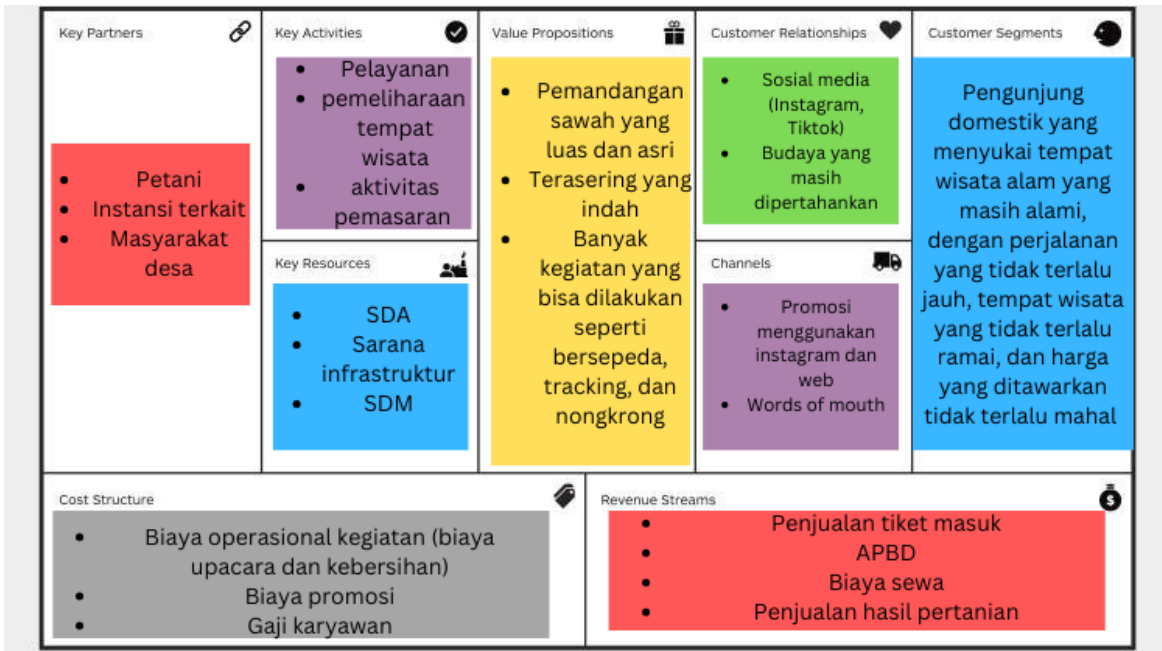 Key Partners
• Petani
• Instansi terkait
• Masyarakat
desa
Key Activities
• Pelayanan
• pemeliharaan
tempat
wisata
• aktivitas
pemasaran
Key Resources
• SDA
• Sarana
infrastruktur
• SDM
Value Propositions
• Pemandangan
sawah yang
luas dan asri
• Terasering yang
indah
• Banyak
kegiatan yang
bisa dilakukan
seperti
bersepeda,
tracking, dan
nongkrong
Customer Relationships
• Sosial media
(Instagram,
Tiktok)
• Budaya yang
masih
dipertahankan
Channels
• Promosi
menggunakan
instagram dan
web
• Words of mouth
Customer Segments
Pengunjung
domestik yang
menyukai tempat
wisata alam yang
masih alami,
dengan perjalanan
yang tidak terlalu
jauh, tempat wisata
yang tidak terlalu
ramai, dan harga
yang ditawarkan
tidak terlalu mahal
Cost Structure
• Biaya operasional kegiatan (biaya
upacara dan kebersihan)
• Biaya promosi
• Gaji karyawan
Revenue Streams
• Penjualan tiket masuk
• APBD
• Biaya sewa
• Penjualan hasil pertanian